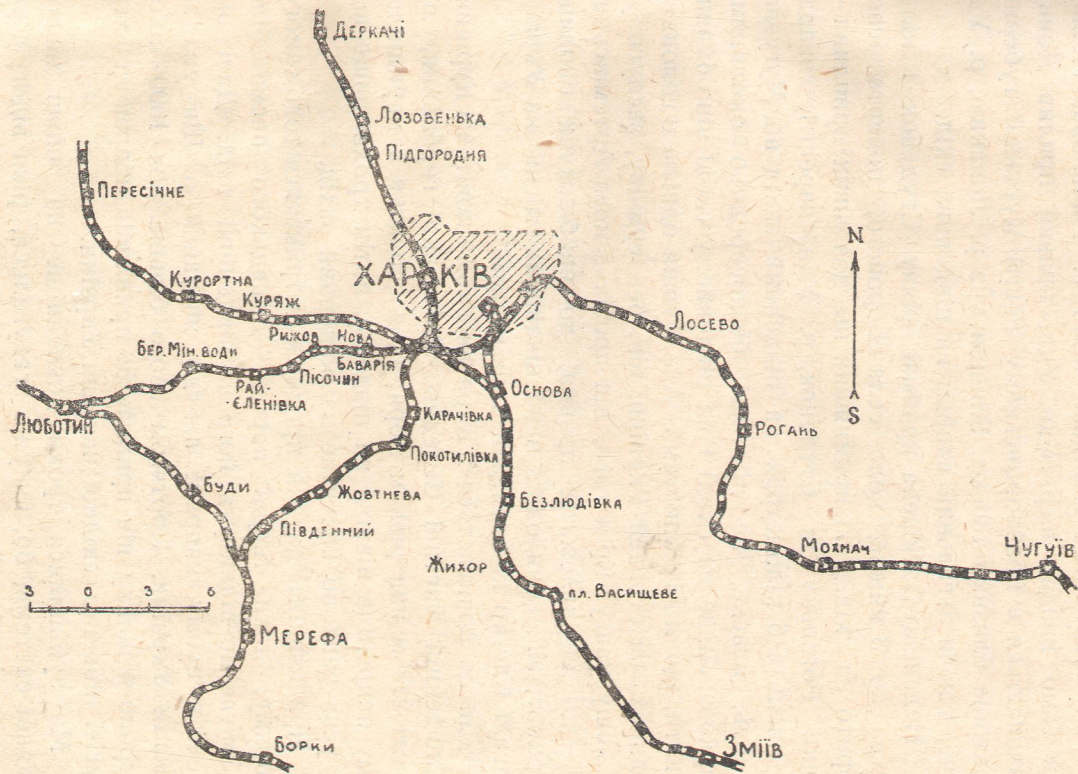 Деркачі
Лозовенька
Підгородня
Пересічне
N
ХАРКІВ
Курортна
Куряж
Лосево
Рижов
Нова
Баварія
Бер. Мін. води
Пісочин
Рай-
-Єленівка
Основа
S
Люботин
Карачівка
Рогань
Покотилівка
Буди
Жовтнева
Безлюдівка
Південний
Мохнач
Чугуїв
Жихор
пл. Васищеве
3 0 3 6
Мерефа
Борки
Зміїв